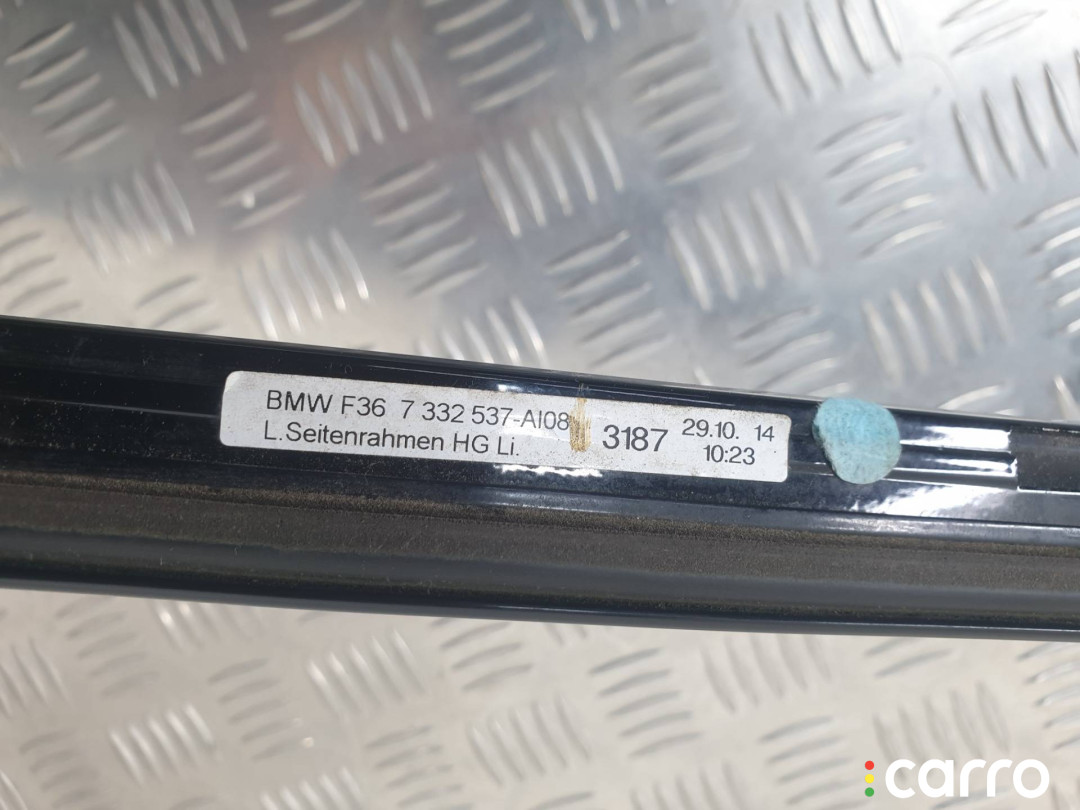 BMW F36 7 332 537-AI08
L.Seitenrahmen HG Li.
3187
29.10. 14
10:23
carro